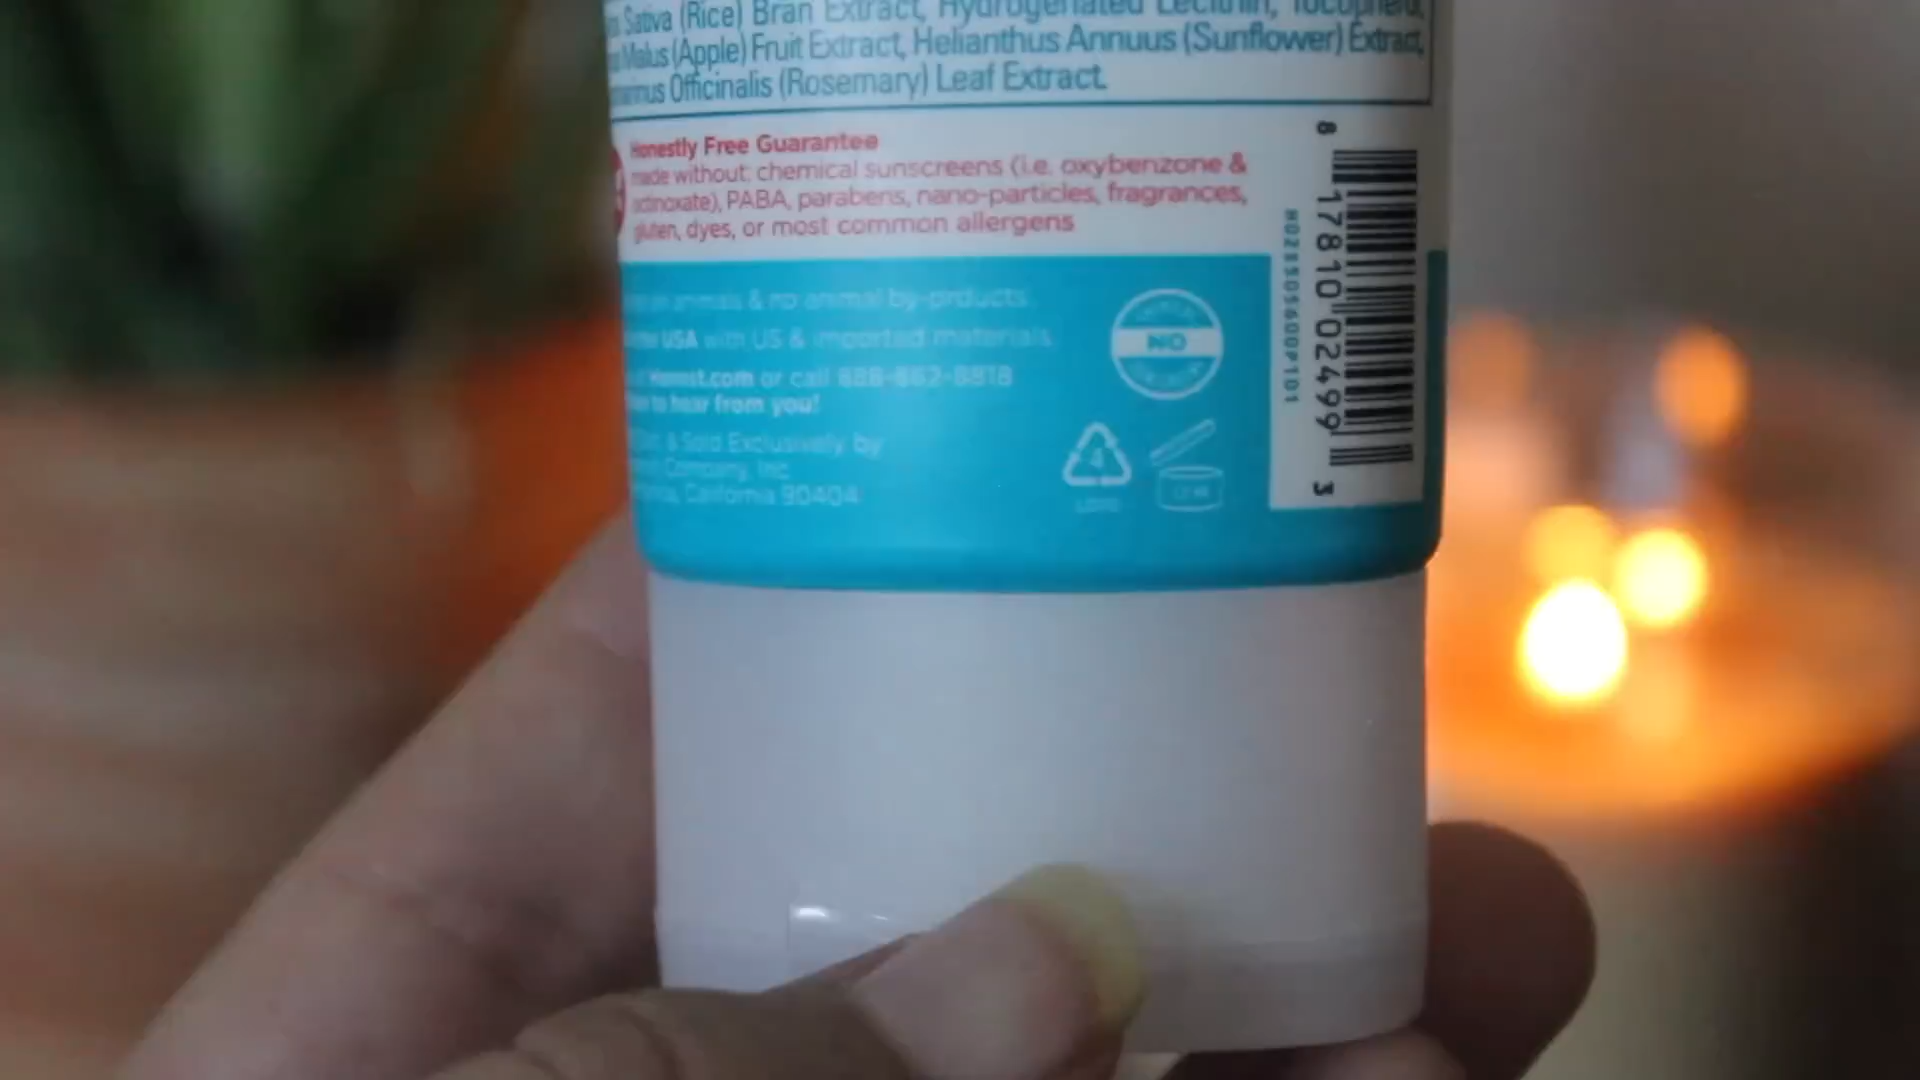 Sativa (Rice) Bran Extract, Hydrogenated Lecithin, Tocopherol,
Malus (Apple) Fruit Extract, Helianthus Annuus (Sunflower) Extract,
Officinalis (Rosemary) Leaf Extract.
Honestly Free Guarantee
made without: chemical sunscreens (i.e. oxybenzone &
octinoxate), PABA, parabens, nano-particles, fragrances,
gluten, dyes, or most common allergens
animals & no animal by-prducts.
USA with US & imported materials
Honest.com or call 888-862-8818
to hear from you!
& Sold Exclusively by
Company, Inc.
California 90404
NO
4
LDPE
8 17810 02499 3